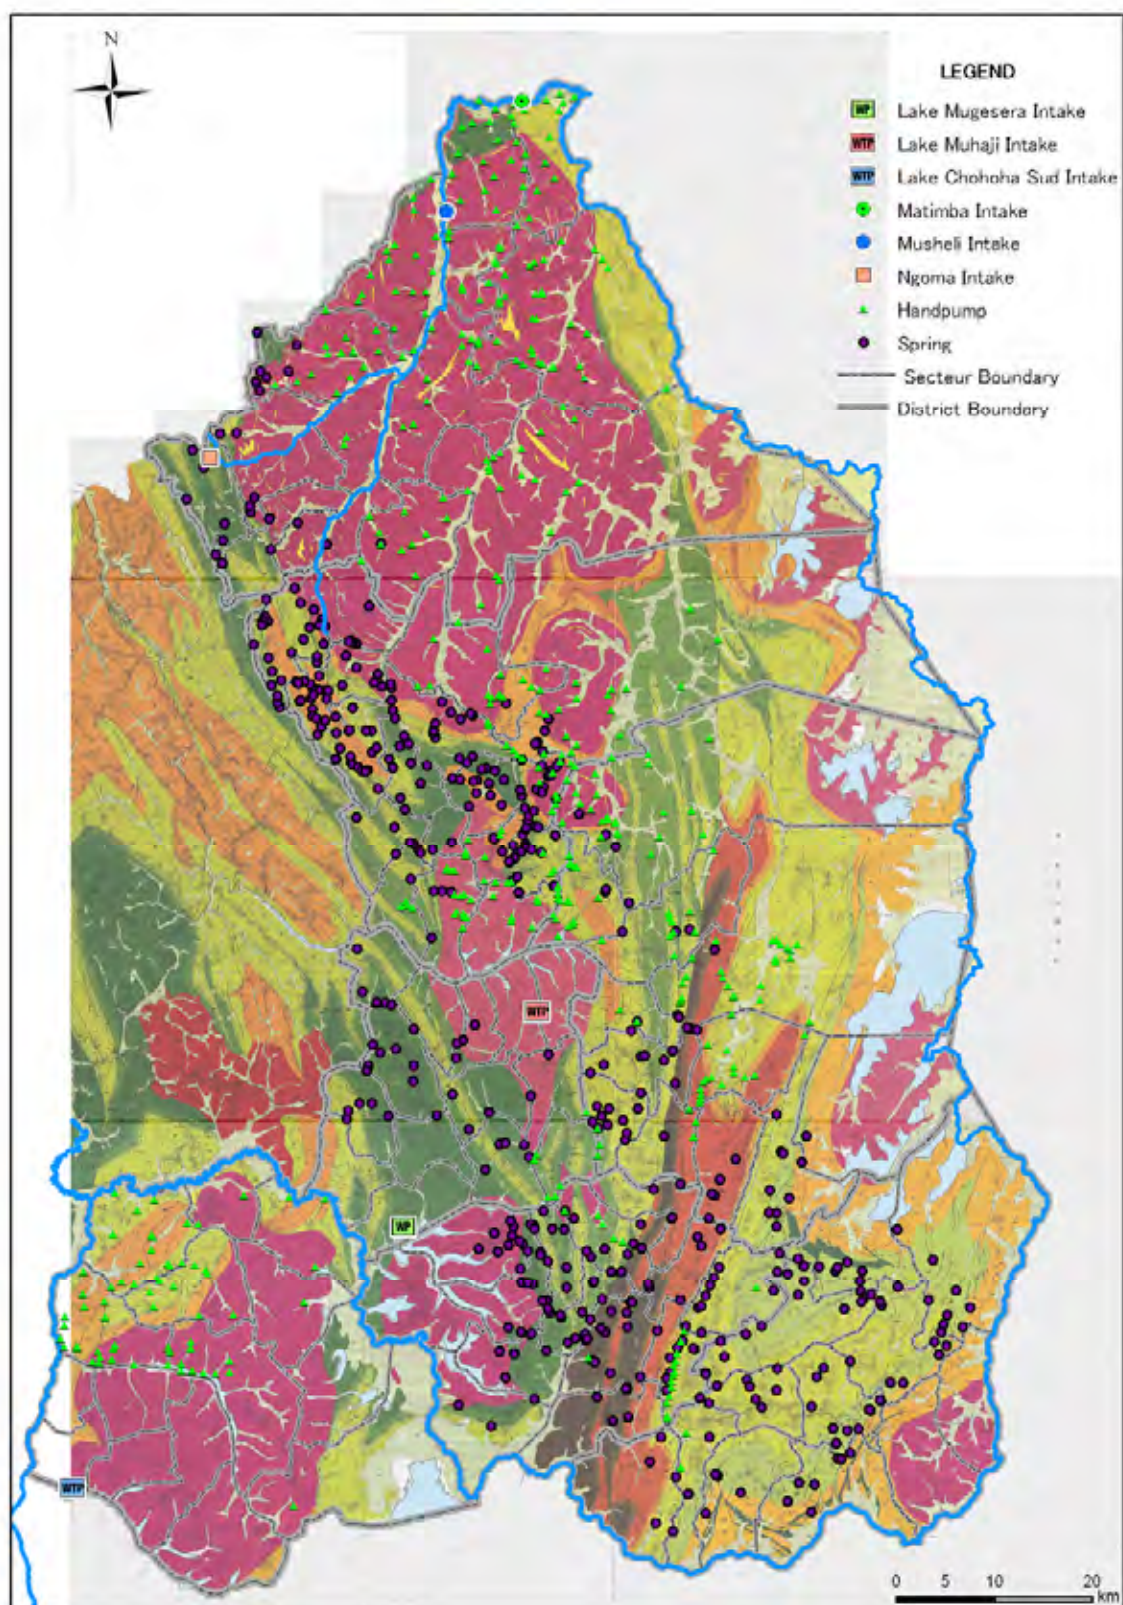 N
LEGEND
WP Lake Mugesera Intake
WTP Lake Muhaji Intake
WTP Lake Chohoha Sud Intake
Matimba Intake
Musheli Intake
Ngoma Intake
Handpump
Spring
Secteur Boundary
District Boundary
WTP
WP
WTP
0 5 10 20
km